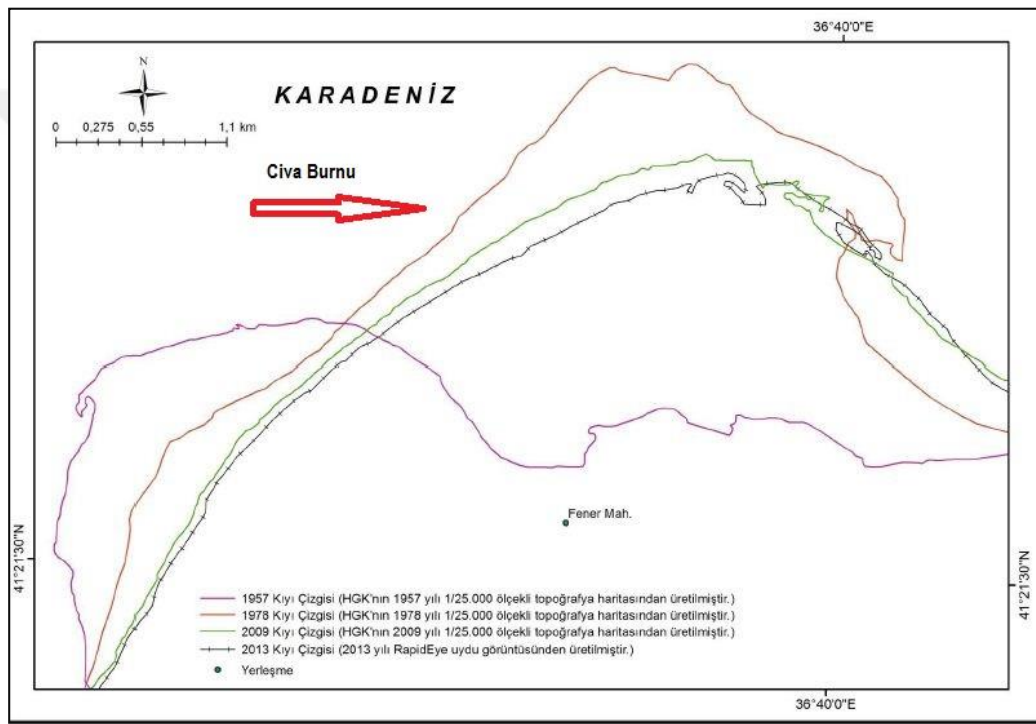 36°40'0"E
KARADENİZ
N
0 0,275 0,55 1,1 km
Civa Burnu
Fener Mah.
41°21'30"N
41°21'30"N
1957 Kıyı Çizgisi (HGK'nın 1957 yılı 1/25.000 ölçekli topoğrafya haritasından üretilmiştir.)
1978 Kıyı Çizgisi (HGK'nın 1978 yılı 1/25.000 ölçekli topoğrafya haritasından üretilmiştir.)
2009 Kıyı Çizgisi (HGK'nın 2009 yılı 1/25.000 ölçekli topoğrafya haritasından üretilmiştir.)
2013 Kıyı Çizgisi (2013 yılı RapidEye uydu görüntüsünden üretilmiştir.)
Yerleşme
36°40'0"E